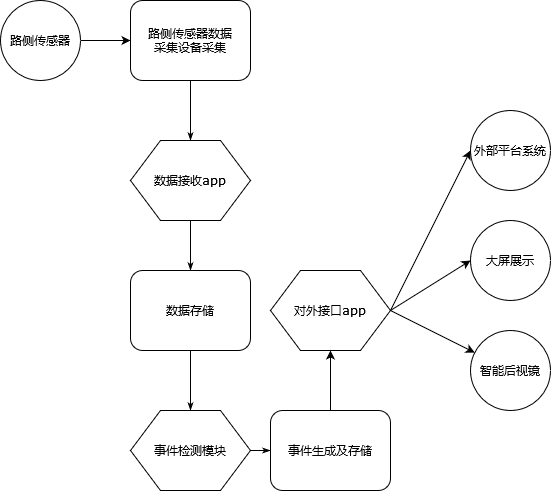 路侧传感器
路侧传感器数据
采集设备采集
数据接收app
数据存储
事件检测模块
事件生成及存储
对外接口app
外部平台系统
大屏展示
智能后视镜